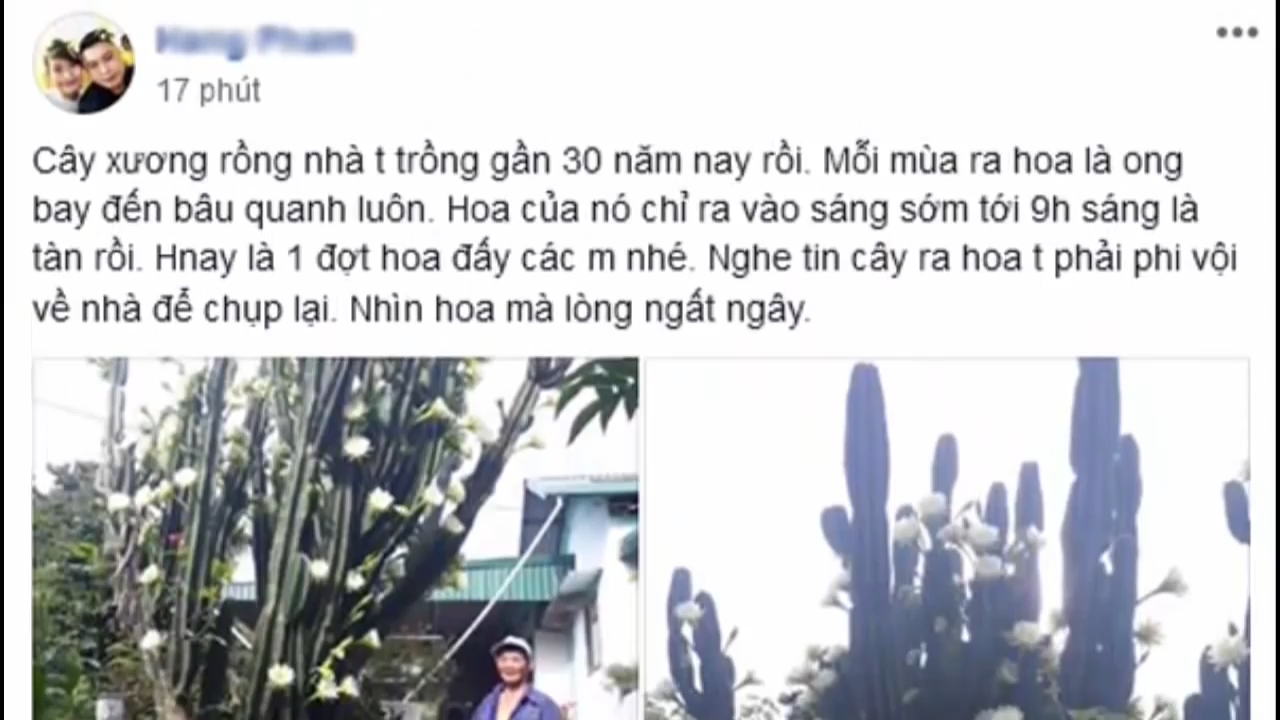 17 phút
Cây xương rồng nhà t trồng gần 30 năm nay rồi. Mỗi mùa ra hoa là ong
bay đến bâu quanh luôn. Hoa của nó chỉ ra vào sáng sớm tới 9h sáng là
tàn rồi. Hnay là 1 đợt hoa đấy các m nhé. Nghe tin cây ra hoa t phải phi vội
về nhà để chụp lại. Nhìn hoa mà lòng ngất ngây.